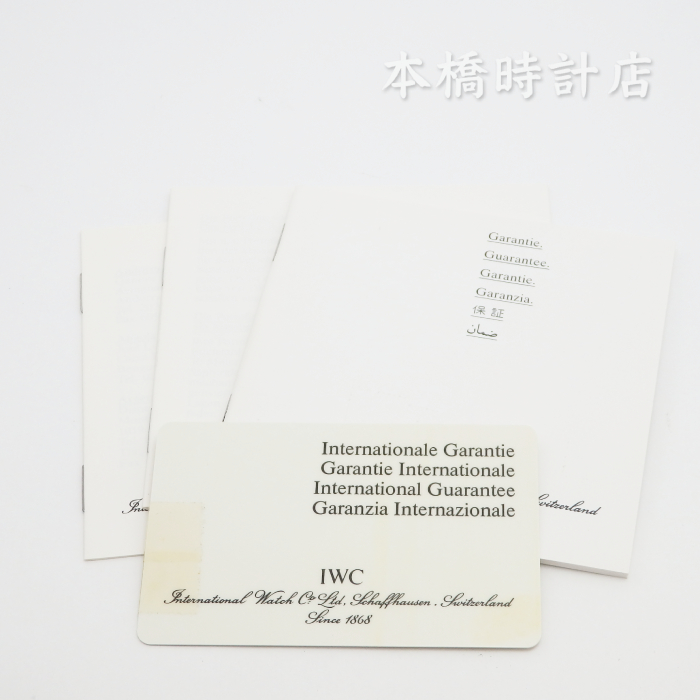 本橋時計店
Garantie.
Guarantee.
Garantie.
Garanzia.
保証
ضمان
Switzerland
Internationale Garantie
Garantie Internationale
International Guarantee
Garanzia Internazionale
IWC
International Watch Co. Ltd, Schaffhausen . Switzerland
Since 1868